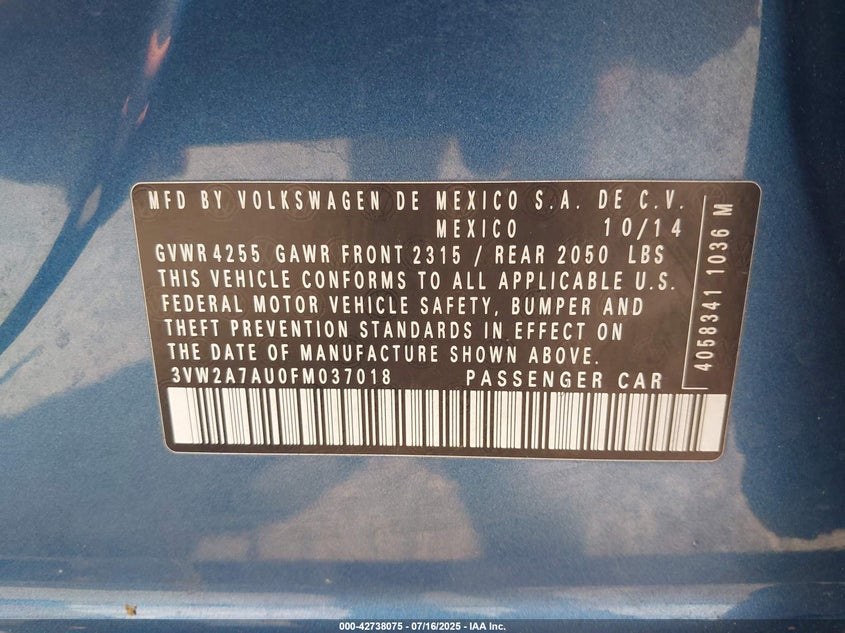 MFD BY VOLKSWAGEN DE MEXICO S.A. DE C.V.
MEXICO 10/14
GVWR 4255 GAWR FRONT 2315 / REAR 2050 LBS
THIS VEHICLE CONFORMS TO ALL APPLICABLE U.S.
FEDERAL MOTOR VEHICLE SAFETY, BUMPER AND
THEFT PREVENTION STANDARDS IN EFFECT ON
THE DATE OF MANUFACTURE SHOWN ABOVE.
3VW2A7AU0FM037018 PASSENGER CAR
4058341 1036 M
000-42738075 - 07/16/2025 - IAA Inc.